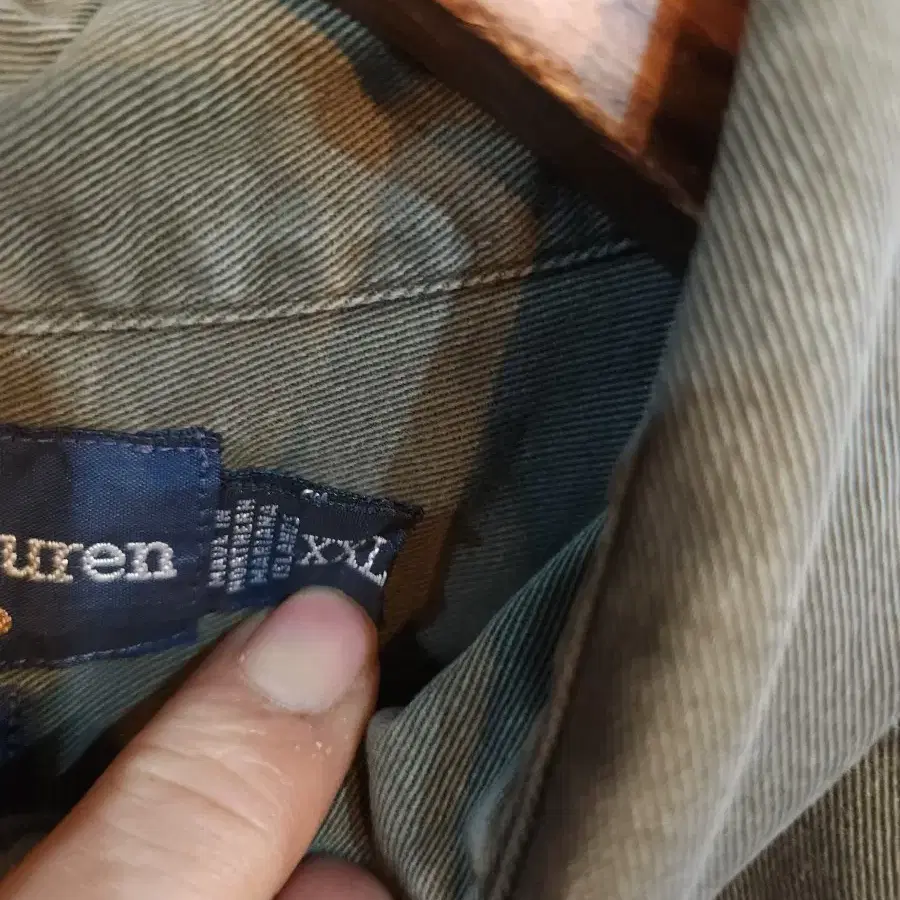 uren
MADE IN
NORTHERN
MARIANA
ISLANDS
XXL